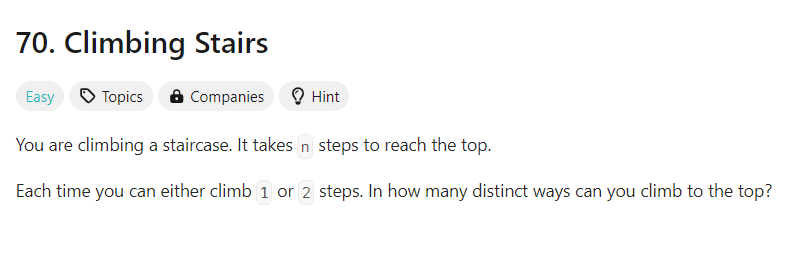 70. Climbing Stairs
Easy Topics Companies Hint
You are climbing a staircase. It takes n steps to reach the top.
Each time you can either climb 1 or 2 steps. In how many distinct ways can you climb to the top?